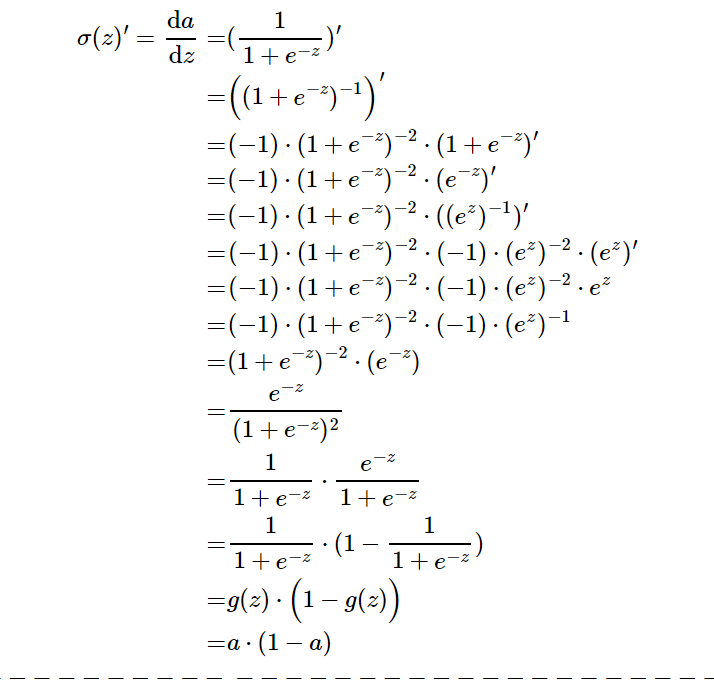 σ(z)′ = da/dz =(1/(1 + e^{−z}))′
=((1 + e^{−z})^{−1})′
=(−1) · (1 + e^{−z})^{−2} · (1 + e^{−z})′
=(−1) · (1 + e^{−z})^{−2} · (e^{−z})′
=(−1) · (1 + e^{−z})^{−2} · ((e^{z})^{−1})′
=(−1) · (1 + e^{−z})^{−2} · (−1) · (e^{z})^{−2} · (e^{z})′
=(−1) · (1 + e^{−z})^{−2} · (−1) · (e^{z})^{−2} · e^{z}
=(−1) · (1 + e^{−z})^{−2} · (−1) · (e^{z})^{−1}
=(1 + e^{−z})^{−2} · (e^{−z})
=e^{−z}/(1 + e^{−z})^{2}
=1/(1 + e^{−z}) · e^{−z}/(1 + e^{−z})
=1/(1 + e^{−z}) · (1 − 1/(1 + e^{−z}))
=g(z) · (1 − g(z))
=a · (1 − a)